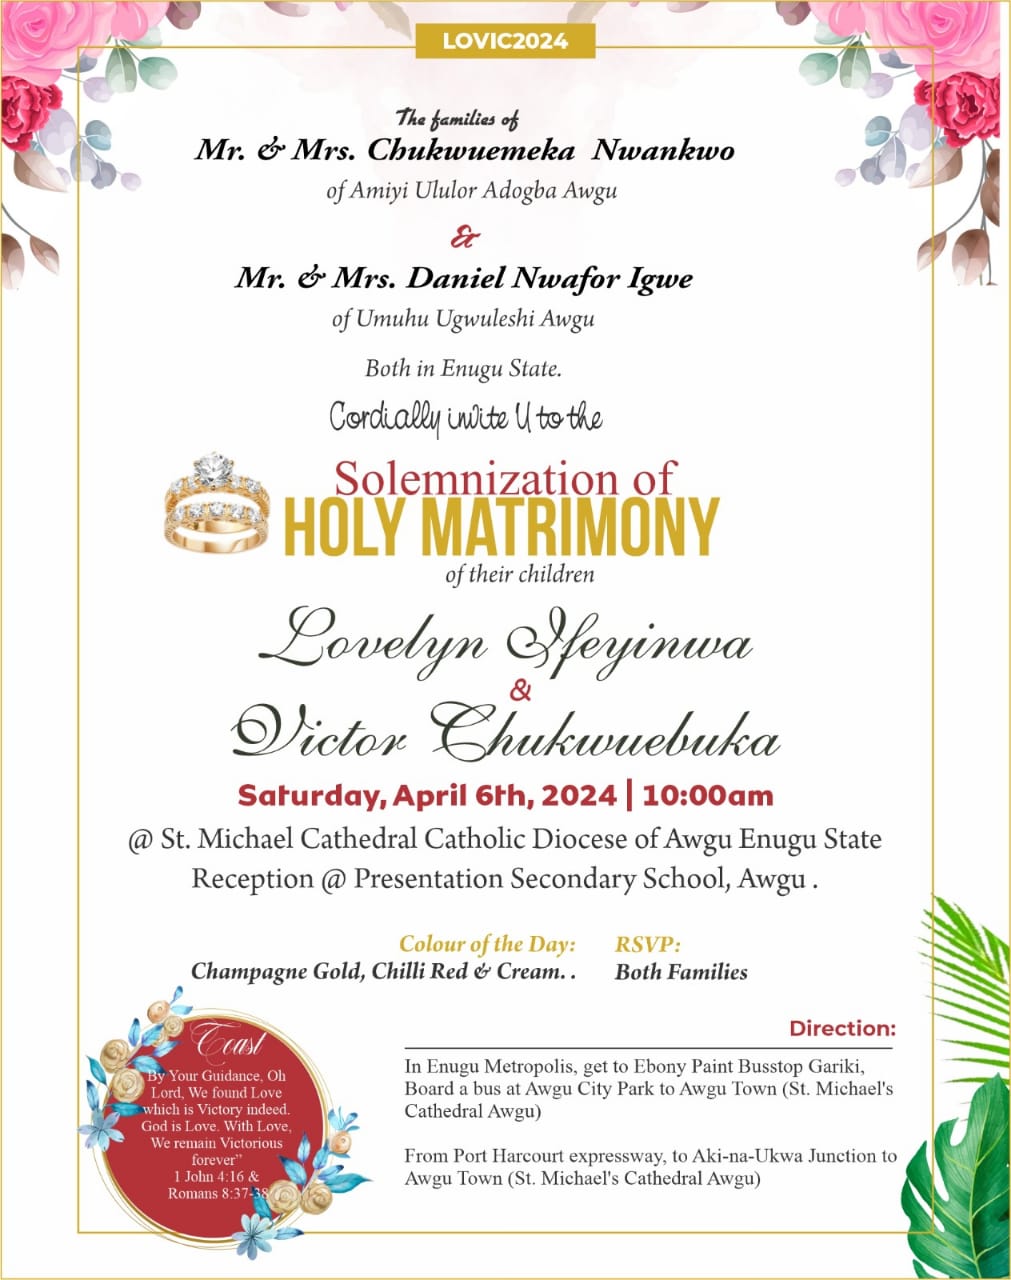 LOVIC2024
The families of
Mr. & Mrs. Chukwuemeka Nwankwo
of Amiyi Ululor Adogba Awgu
&
Mr. & Mrs. Daniel Nwafor Igwe
of Umuhu Ugwuleshi Awgu
Both in Enugu State.
Cordially invite U to the
Solemnization of
HOLY MATRIMONY
of their children
Lovelyn Ifeyinwa
&
Victor Chukwuebuka
Saturday, April 6th, 2024 | 10:00am
@ St. Michael Cathedral Catholic Diocese of Awgu Enugu State
Reception @ Presentation Secondary School, Awgu .
Colour of the Day:
Champagne Gold, Chilli Red & Cream. .
RSVP:
Both Families
Toast
By Your Guidance, Oh
Lord, We found Love
which is Victory indeed.
God is Love. With Love,
We remain Victorious
forever”
1 John 4:16 &
Romans 8:37-38
Direction:
In Enugu Metropolis, get to Ebony Paint Busstop Gariki,
Board a bus at Awgu City Park to Awgu Town (St. Michael's
Cathedral Awgu)
From Port Harcourt expressway, to Aki-na-Ukwa Junction to
Awgu Town (St. Michael's Cathedral Awgu)